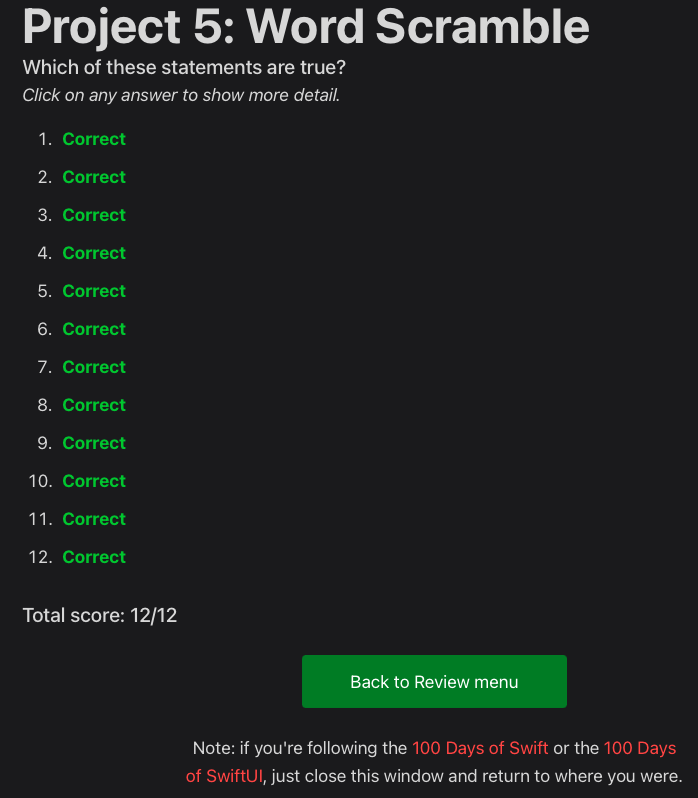 Project 5: Word Scramble
Which of these statements are true?
Click on any answer to show more detail.
1. Correct
2. Correct
3. Correct
4. Correct
5. Correct
6. Correct
7. Correct
8. Correct
9. Correct
10. Correct
11. Correct
12. Correct
Total score: 12/12
Back to Review menu
Note: if you're following the 100 Days of Swift or the 100 Days
of SwiftUI, just close this window and return to where you were.